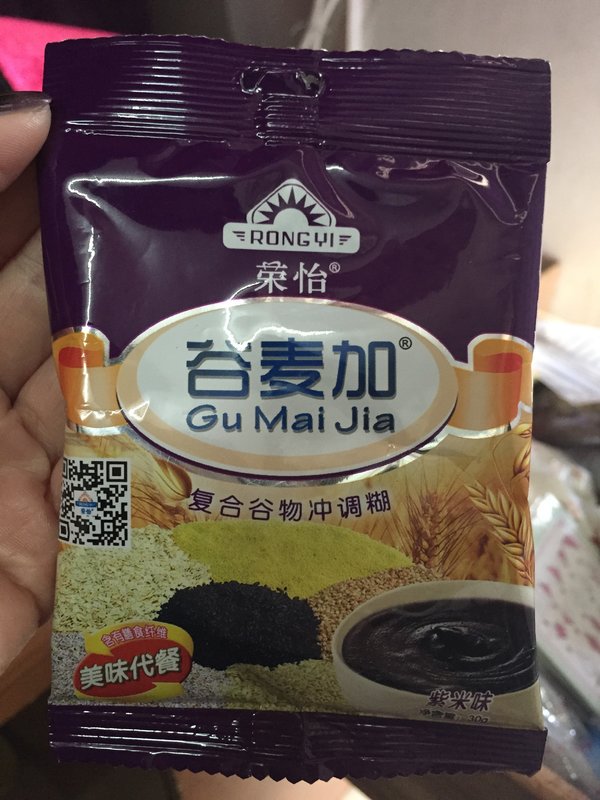 RONGYI
荣怡®
谷麦加®
Gu Mai Jia
复合谷物冲调糊
含有膳食纤维
美味代餐
紫米味
净含量: 30g